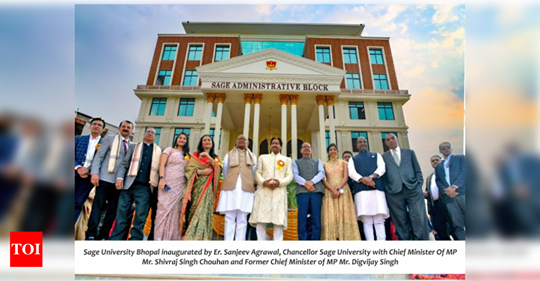 SAGE ADMINISTRATIVE BLOCK
TOI
Sage University Bhopal inaugurated by Er. Sanjeev Agrawal, Chancellor Sage University with Chief Minister Of MP
Mr. Shivraj Singh Chouhan and Former Chief Minister of MP Mr. Digvijay Singh